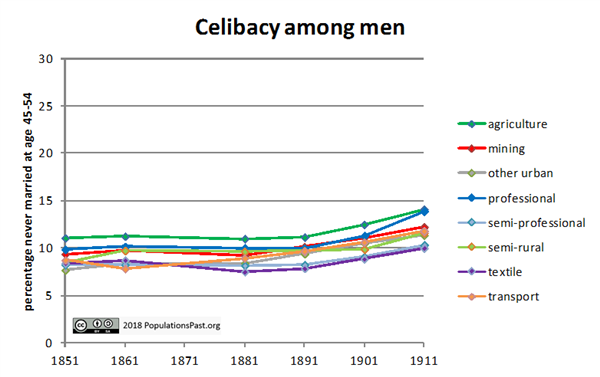 Celibacy among men
percentage never married at age 45-54
30
25
20
15
10
5
0
1851 1861 1871 1881 1891 1901 1911
agriculture
mining
other urban
professional
semi-professional
semi-rural
textile
transport
cc 2018 PopulationsPast.org